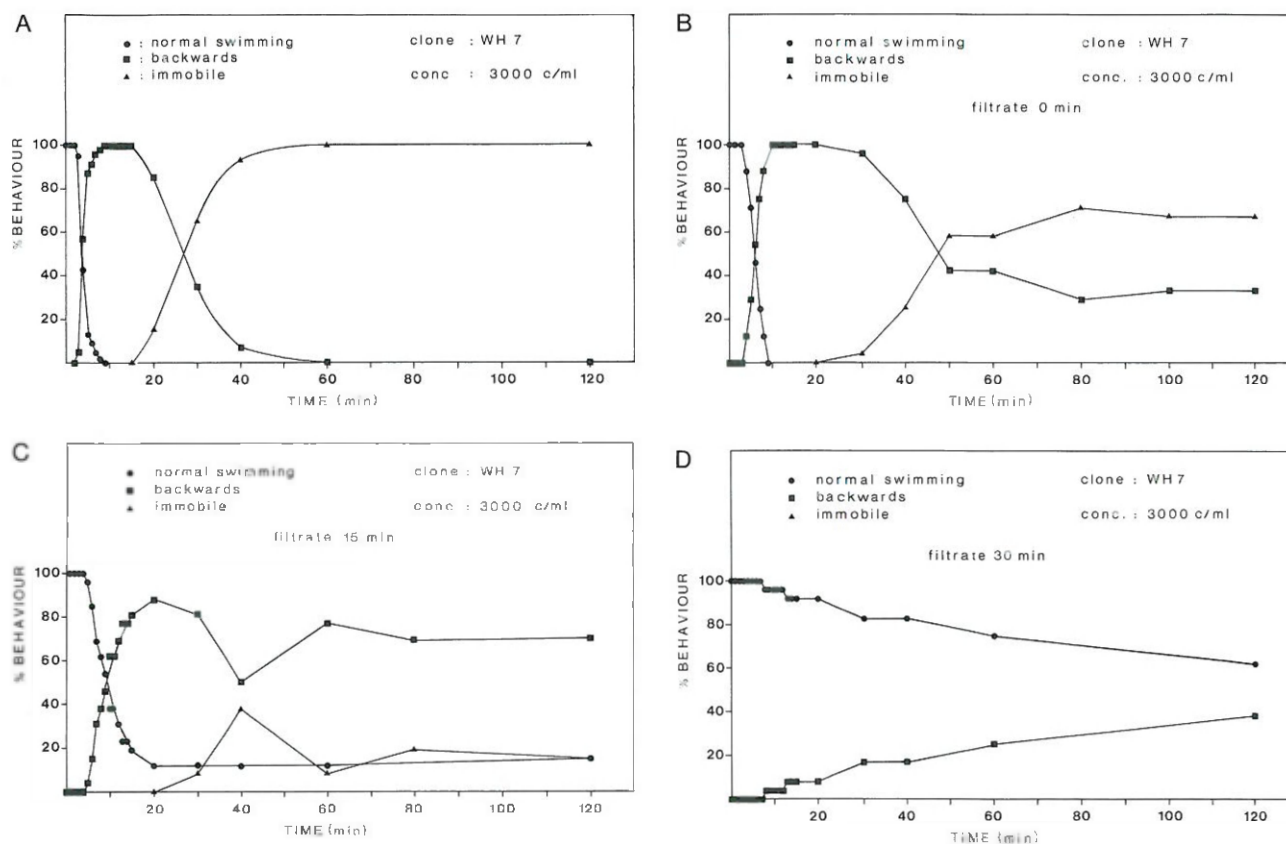 A
● : normal swimming
■ : backwards
▲ : immobile
clone : WH 7
conc : 3000 c/ml
% BEHAVIOUR
100
80
60
40
20
20 40 60 80 100 120
TIME (min)
B
● normal swimming
■ backwards
▲ immobile
clone : WH 7
conc. : 3000 c/ml
filtrate 0 min
% BEHAVIOUR
100
80
60
40
20
20 40 60 80 100 120
TIME (min)
C
● normal swimming
■ backwards
▲ immobile
clone : WH 7
conc : 3000 c/ml
filtrate 15 min
% BEHAVIOUR
100
80
60
40
20
20 40 60 80 100 120
TIME (min)
D
● normal swimming
■ backwards
▲ immobile
clone : WH 7
conc. : 3000 c/ml
filtrate 30 min
% BEHAVIOUR
100
80
60
40
20
20 40 60 80 100 120
TIME (min)